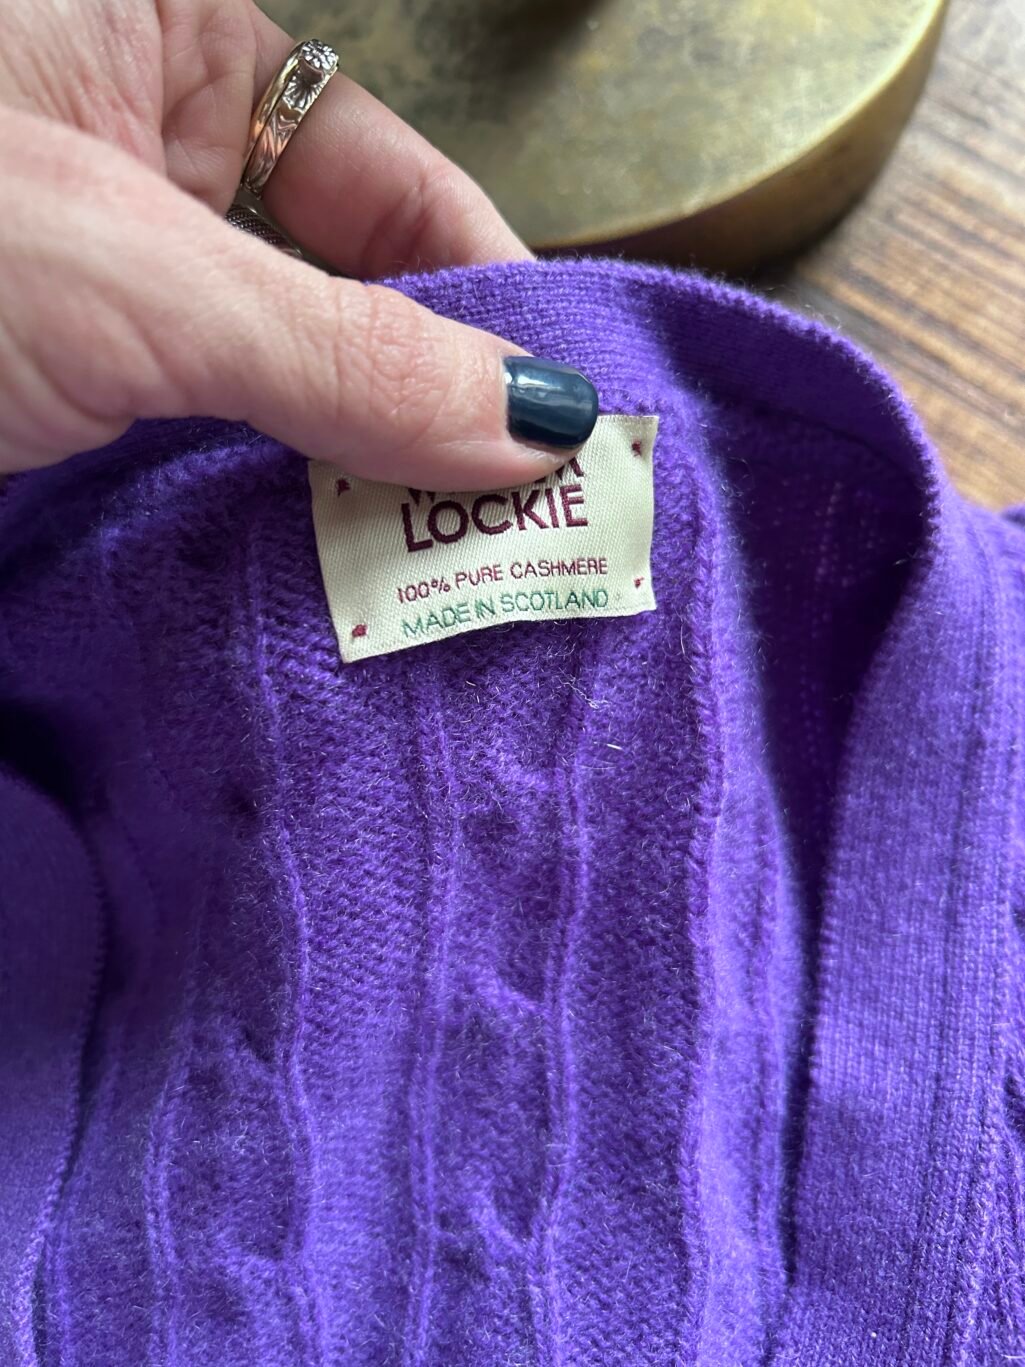 LOCKIE
100% PURE CASHMERE
MADE IN SCOTLAND